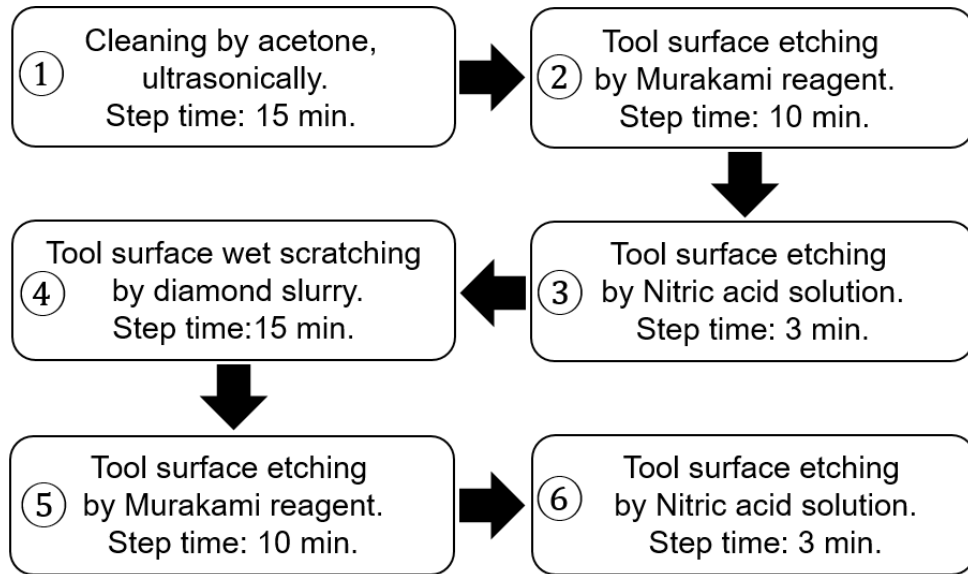 ① Cleaning by acetone,
ultrasonically.
Step time: 15 min.
② Tool surface etching
by Murakami reagent.
Step time: 10 min.
③ Tool surface etching
by Nitric acid solution.
Step time: 3 min.
④ Tool surface wet scratching
by diamond slurry.
Step time:15 min.
⑤ Tool surface etching
by Murakami reagent.
Step time: 10 min.
⑥ Tool surface etching
by Nitric acid solution.
Step time: 3 min.